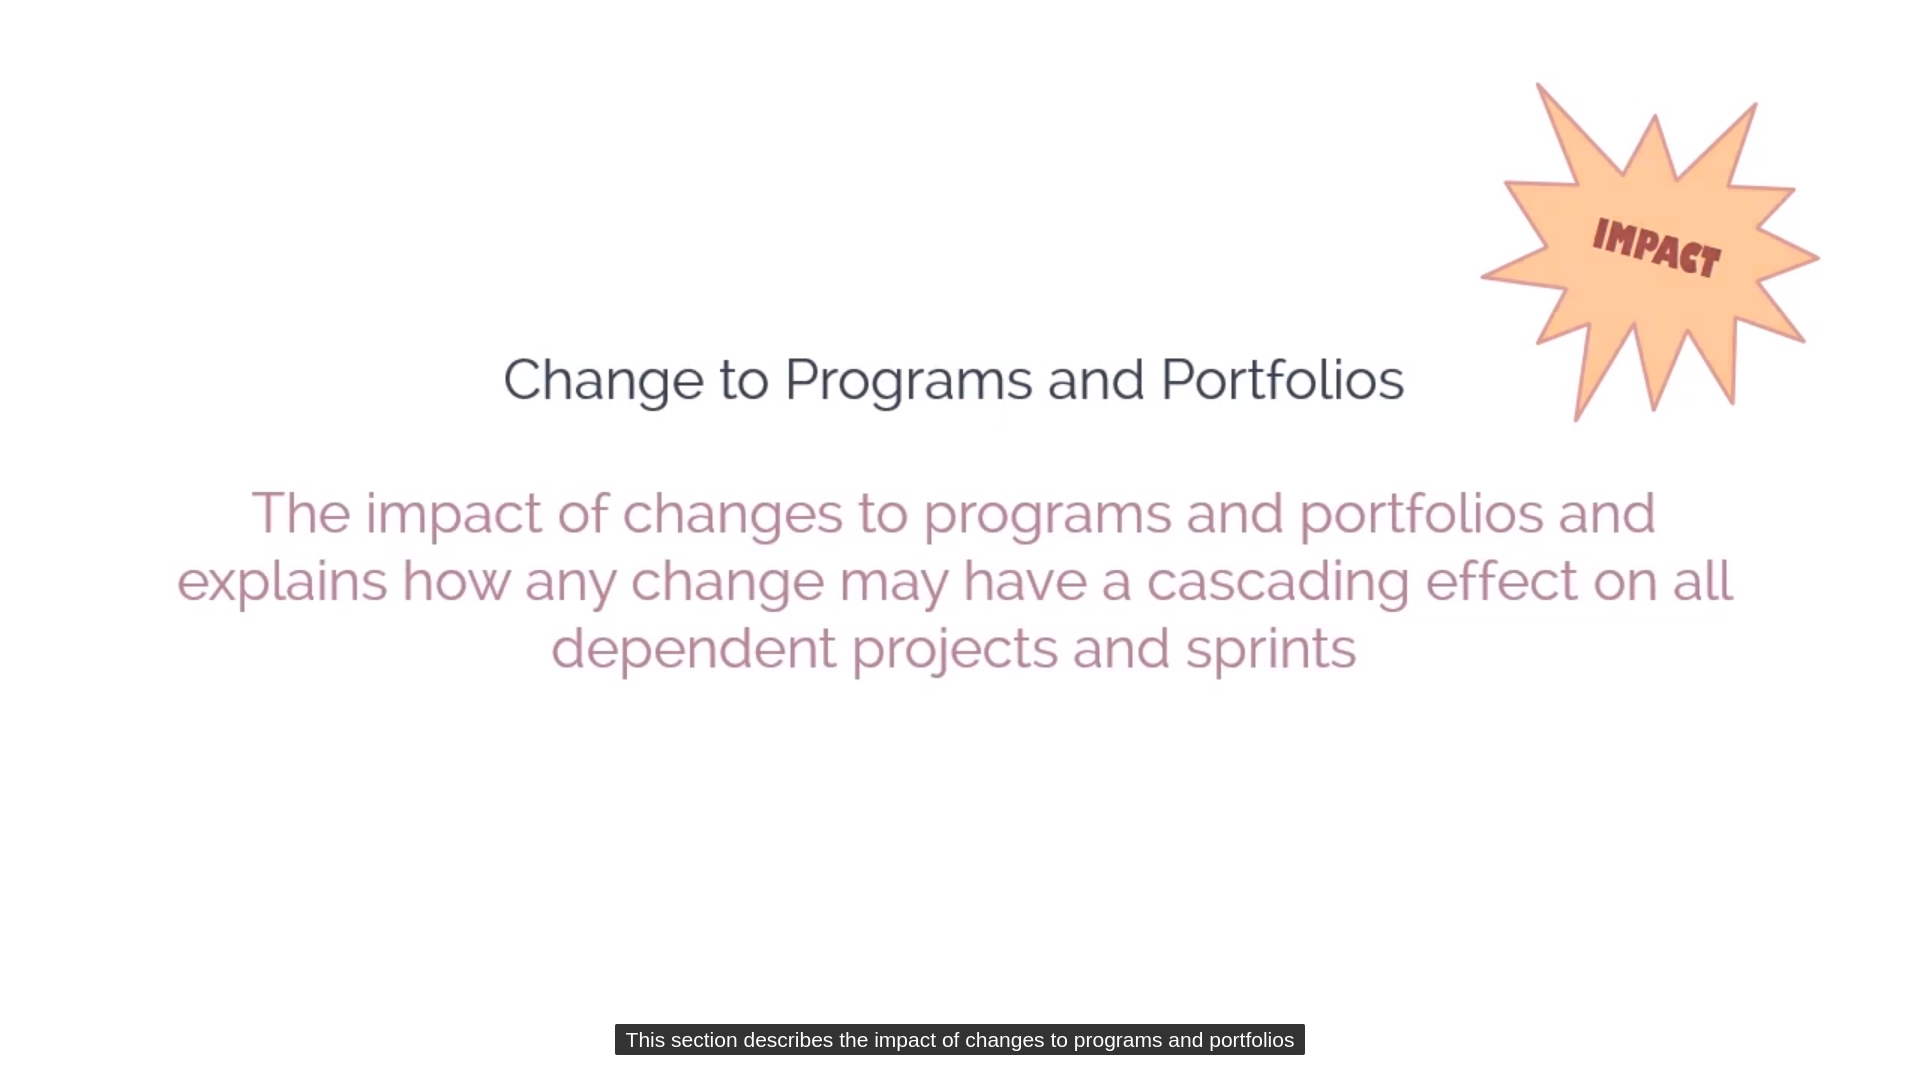 IMPACT
Change to Programs and Portfolios
The impact of changes to programs and portfolios and
explains how any change may have a cascading effect on all
dependent projects and sprints
This section describes the impact of changes to programs and portfolios